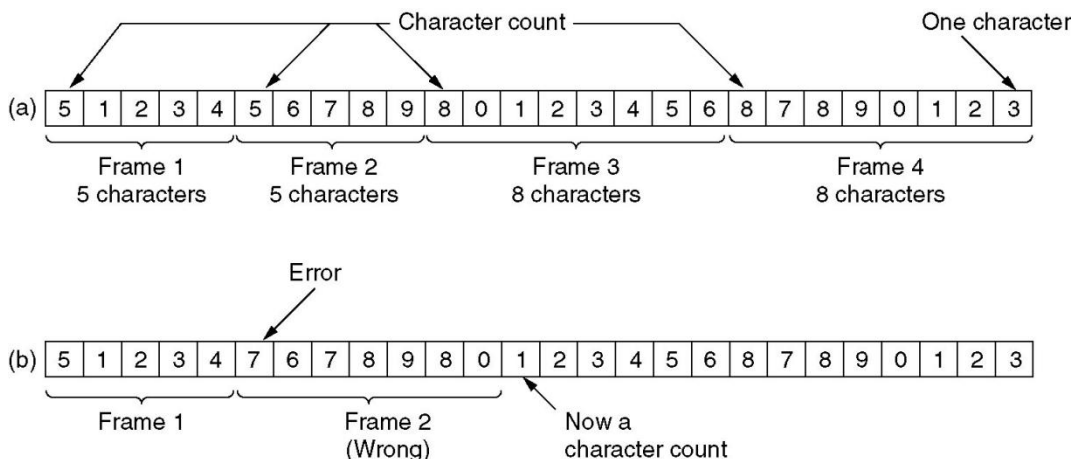 Character count
One character
(a) 5 1 2 3 4 5 6 7 8 9 8 0 1 2 3 4 5 6 8 7 8 9 0 1 2 3
Frame 1
5 characters
Frame 2
5 characters
Frame 3
8 characters
Frame 4
8 characters
Error
(b) 5 1 2 3 4 7 6 7 8 9 8 0 1 2 3 4 5 6 8 7 8 9 0 1 2 3
Frame 1
Frame 2
(Wrong)
Now a
character count